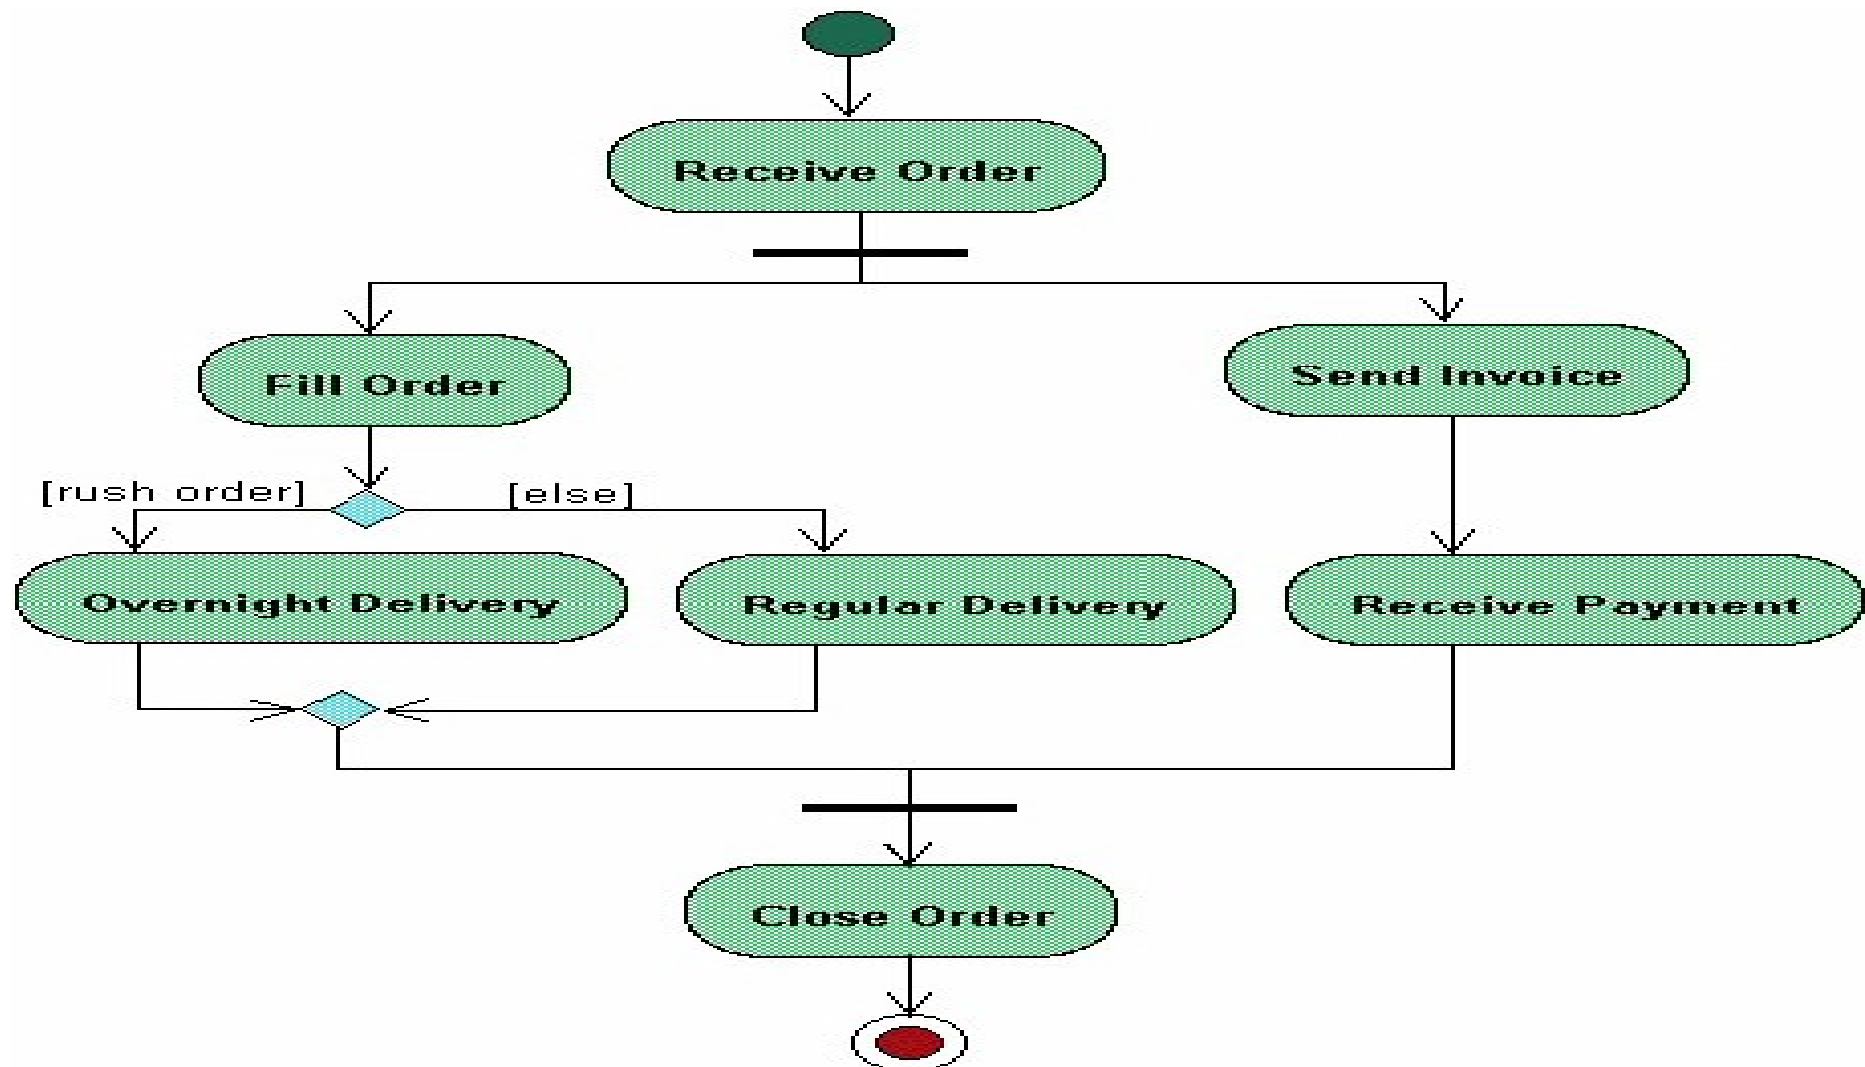 Receive Order
Fill Order
Send Invoice
[rush order]
[else]
Overnight Delivery
Regular Delivery
Receive Payment
Close Order